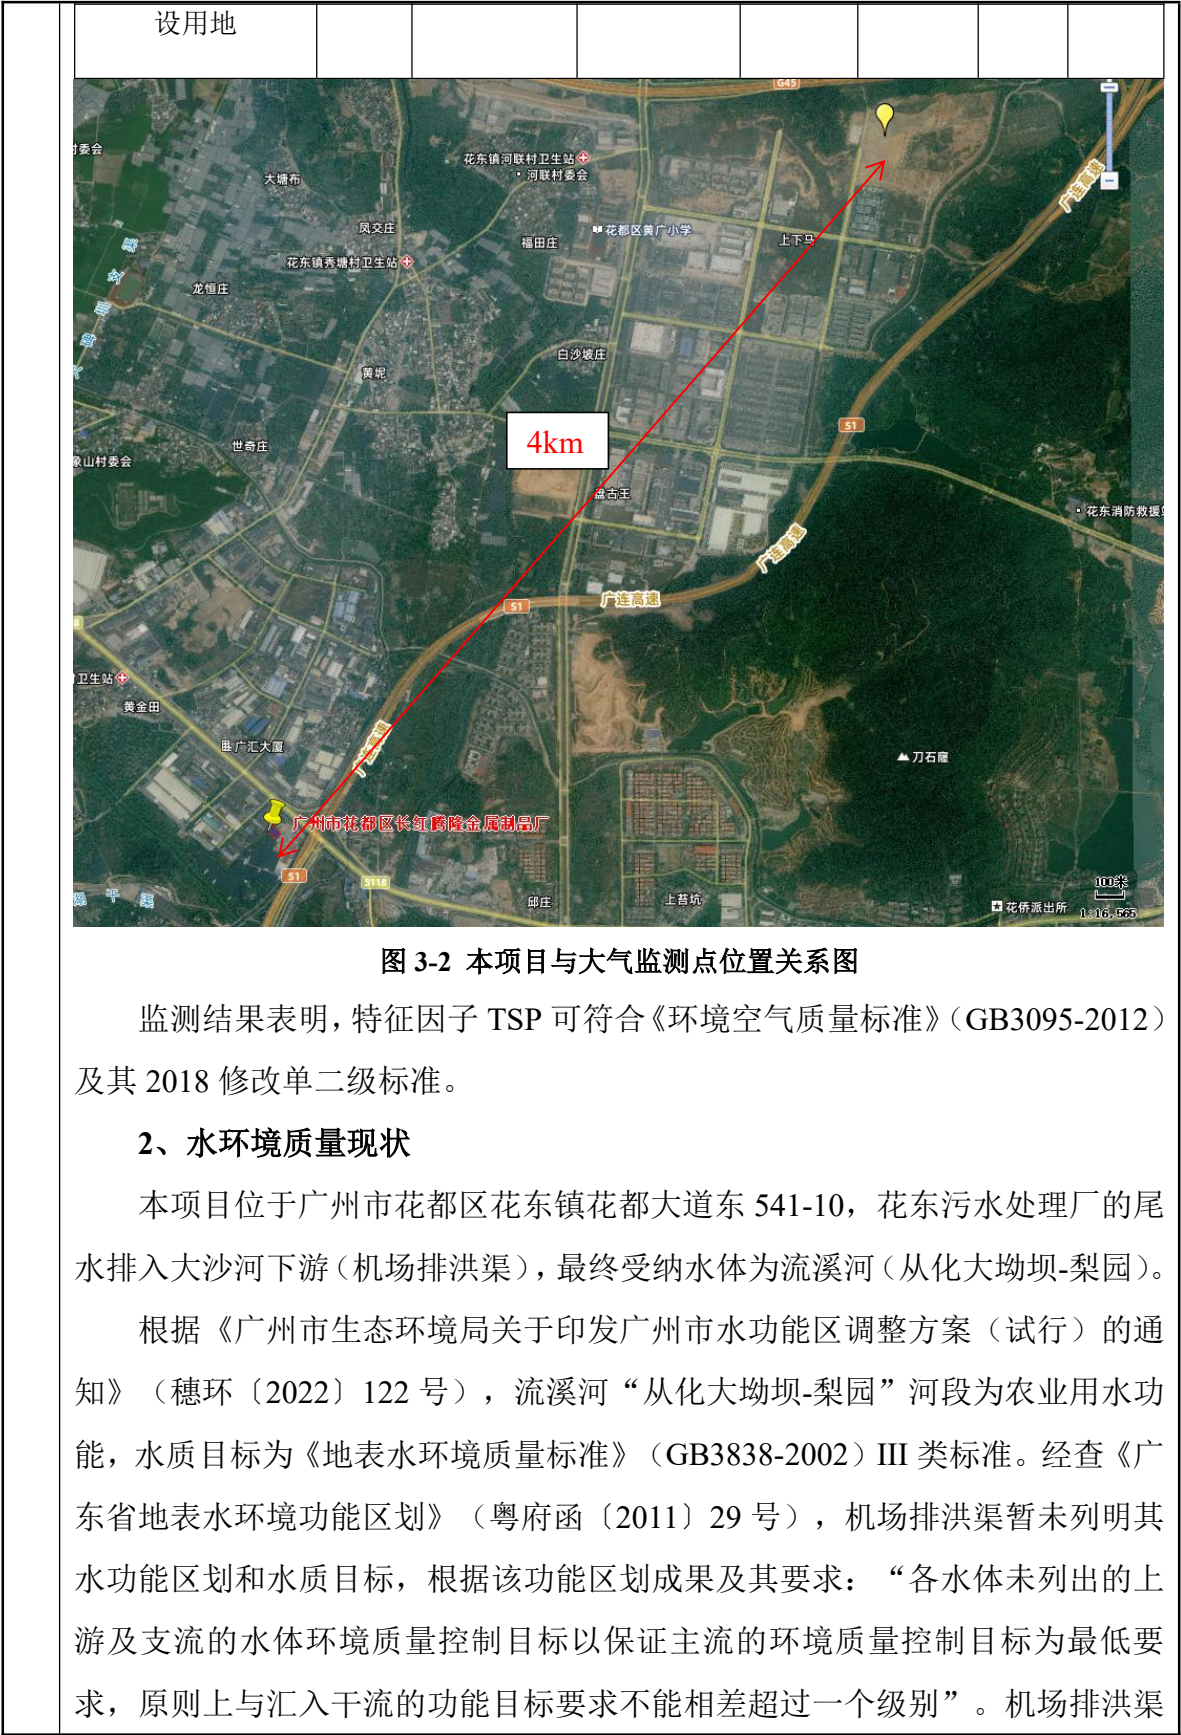 设用地
G45
村委会
花东镇河联村卫生站
河联村委会
大塘布
广连高速
凤交庄
花都区黄广小学
上下马
福田庄
花东镇秀塘村卫生站
龙恒庄
白沙坡庄
黄坭
S1
4km
世奇庄
象山村委会
盘古王
花东消防救援
广连高速
S1
广连高速
卫生站
黄金田
广汇大厦
广连高速
刀石窿
广州市花都区长红腾隆金属制品厂
S1
S118
100米
邱庄
上苔坑
花侨派出所
1:16,565
图 3-2 本项目与大气监测点位置关系图
监测结果表明，特征因子 TSP 可符合《环境空气质量标准》（GB3095-2012）
及其 2018 修改单二级标准。
2、水环境质量现状
本项目位于广州市花都区花东镇花都大道东 541-10，花东污水处理厂的尾
水排入大沙河下游（机场排洪渠），最终受纳水体为流溪河（从化大坳坝-梨园）。
根据《广州市生态环境局关于印发广州市水功能区调整方案（试行）的通
知》（穗环〔2022〕122 号），流溪河“从化大坳坝-梨园”河段为农业用水功
能，水质目标为《地表水环境质量标准》（GB3838-2002）III 类标准。经查《广
东省地表水环境功能区划》（粤府函〔2011〕29 号），机场排洪渠暂未列明其
水功能区划和水质目标，根据该功能区划成果及其要求：“各水体未列出的上
游及支流的水体环境质量控制目标以保证主流的环境质量控制目标为最低要
求，原则上与汇入干流的功能目标要求不能相差超过一个级别”。机场排洪渠